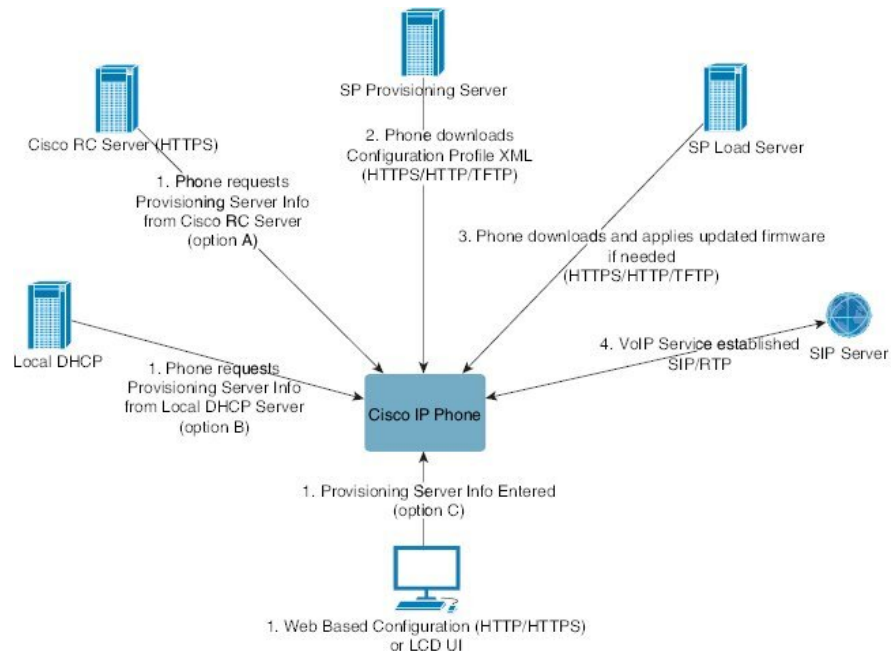 SP Provisioning Server
Cisco RC Server (HTTPS)
SP Load Server
2. Phone downloads
Configuration Profile XML
(HTTPS/HTTP/TFTP)
1. Phone requests
Provisioning Server Info
from Cisco RC Server
(option A)
3. Phone downloads and applies updated firmware
if needed
(HTTPS/HTTP/TFTP)
Local DHCP
1. Phone requests
Provisioning Server Info
from Local DHCP Server
(option B)
4. VoIP Service established
SIP/RTP
SIP Server
Cisco IP Phone
1. Provisioning Server Info Entered
(option C)
1. Web Based Configuration (HTTP/HTTPS)
or LCD UI